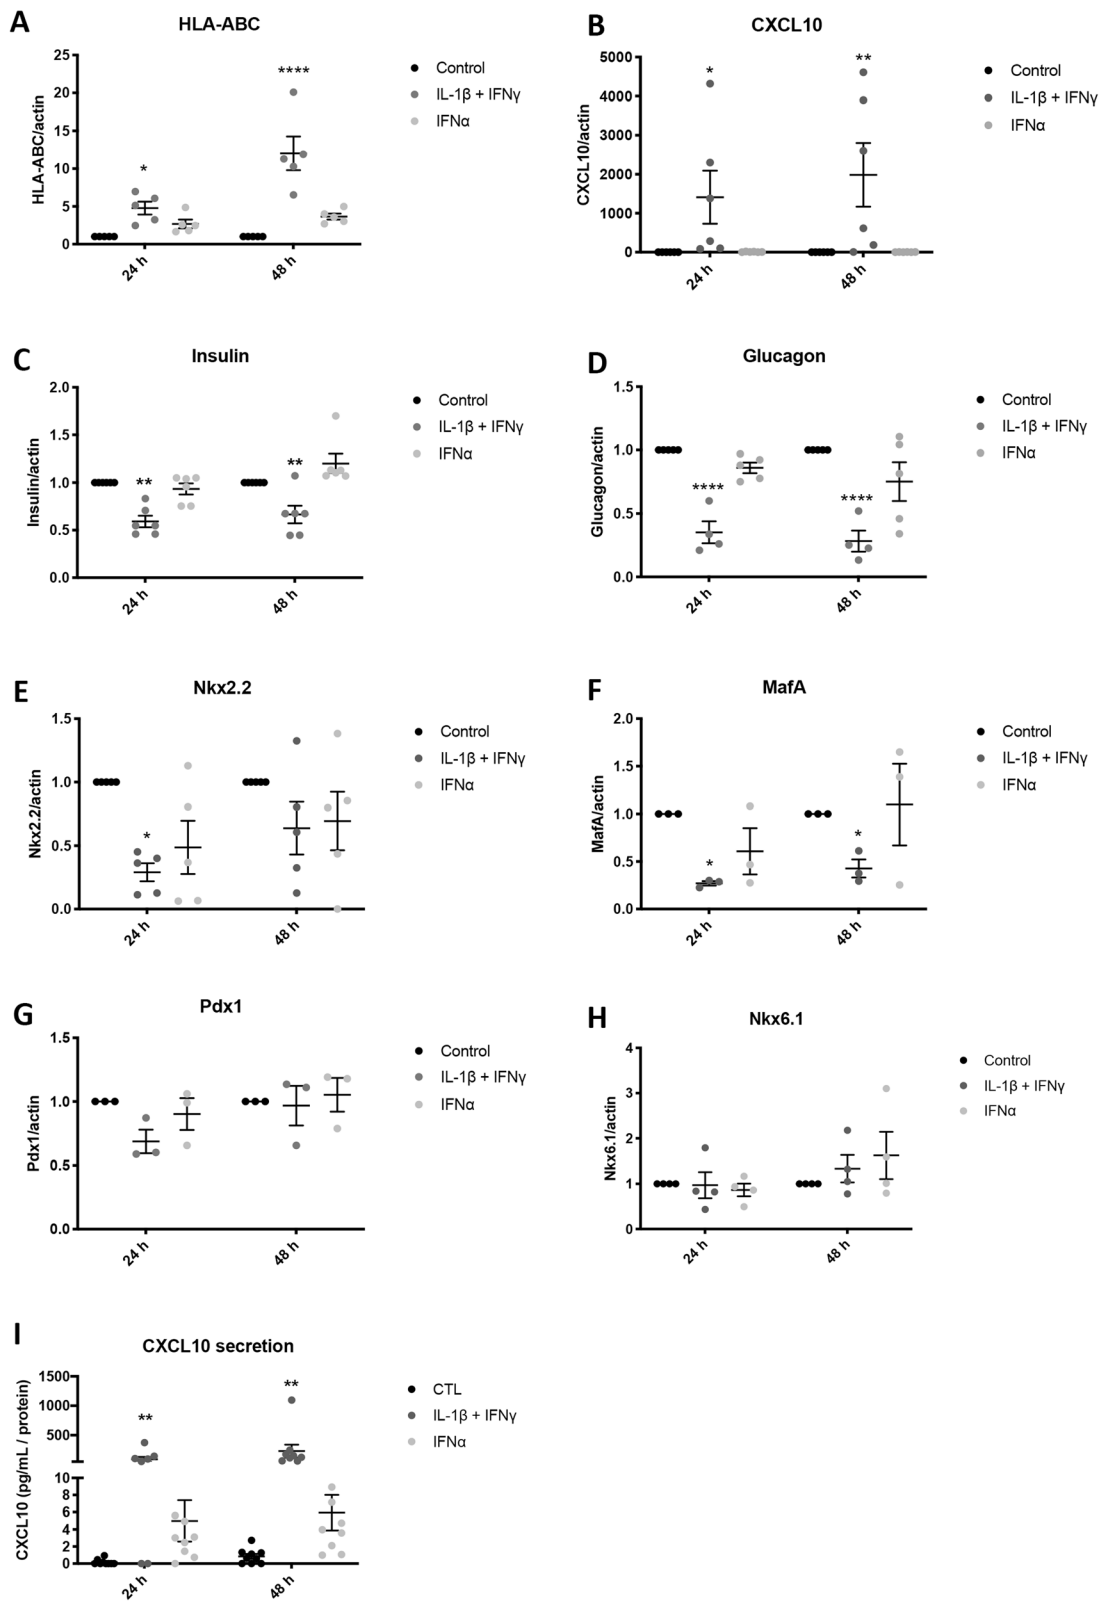 A
HLA-ABC
HLA-ABC/actin
25
20
15
10
5
0
*
****
24 h
48 h
Control
IL-1β + IFNγ
IFNα
B
CXCL10
CXCL10/actin
5000
4000
3000
2000
1000
0
*
**
24 h
48 h
Control
IL-1β + IFNγ
IFNα
C
Insulin
Insulin/actin
2.0
1.5
1.0
0.5
0.0
**
**
24 h
48 h
Control
IL-1β + IFNγ
IFNα
D
Glucagon
Glucagon/actin
1.5
1.0
0.5
0.0
****
****
24 h
48 h
Control
IL-1β + IFNγ
IFNα
E
Nkx2.2
Nkx2.2/actin
1.5
1.0
0.5
0.0
*
24 h
48 h
Control
IL-1β + IFNγ
IFNα
F
MafA
MafA/actin
2.0
1.5
1.0
0.5
0.0
*
*
24 h
48 h
Control
IL-1β + IFNγ
IFNα
G
Pdx1
Pdx1/actin
1.5
1.0
0.5
0.0
24 h
48 h
Control
IL-1β + IFNγ
IFNα
H
Nkx6.1
Nkx6.1/actin
4
3
2
1
0
24 h
48 h
Control
IL-1β + IFNγ
IFNα
I
CXCL10 secretion
CXCL10 (pg/mL / protein)
1500
1000
500
10
8
6
4
2
0
**
**
24 h
48 h
CTL
IL-1β + IFNγ
IFNα